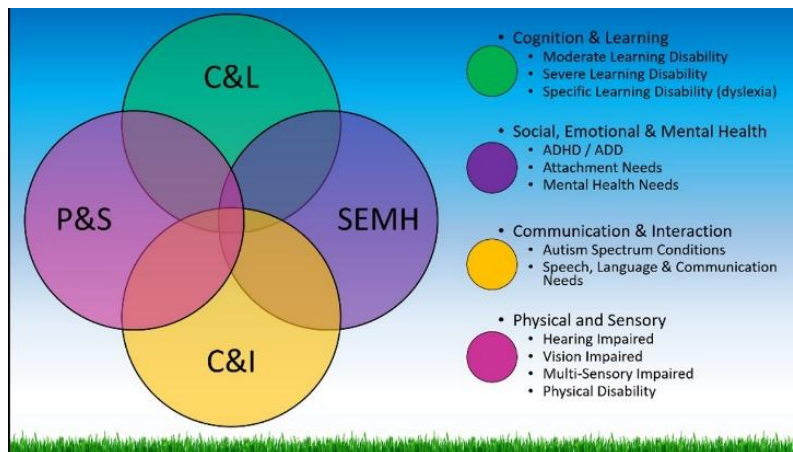 C&L
P&S
SEMH
C&I
• Cognition & Learning
• Moderate Learning Disability
• Severe Learning Disability
• Specific Learning Disability (dyslexia)
• Social, Emotional & Mental Health
• ADHD / ADD
• Attachment Needs
• Mental Health Needs
• Communication & Interaction
• Autism Spectrum Conditions
• Speech, Language & Communication
Needs
• Physical and Sensory
• Hearing Impaired
• Vision Impaired
• Multi-Sensory Impaired
• Physical Disability